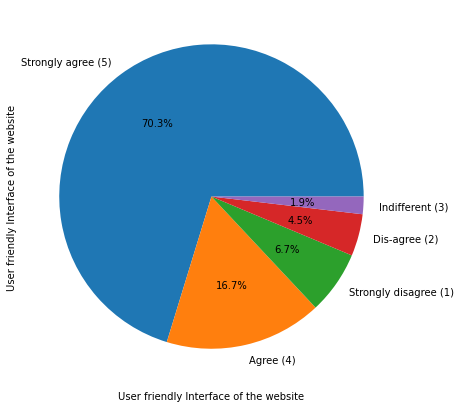 Strongly agree (5)
70.3%
User friendly Interface of the website
1.9%
Indifferent (3)
4.5%
Dis-agree (2)
6.7%
16.7%
Strongly disagree (1)
Agree (4)
User friendly Interface of the website